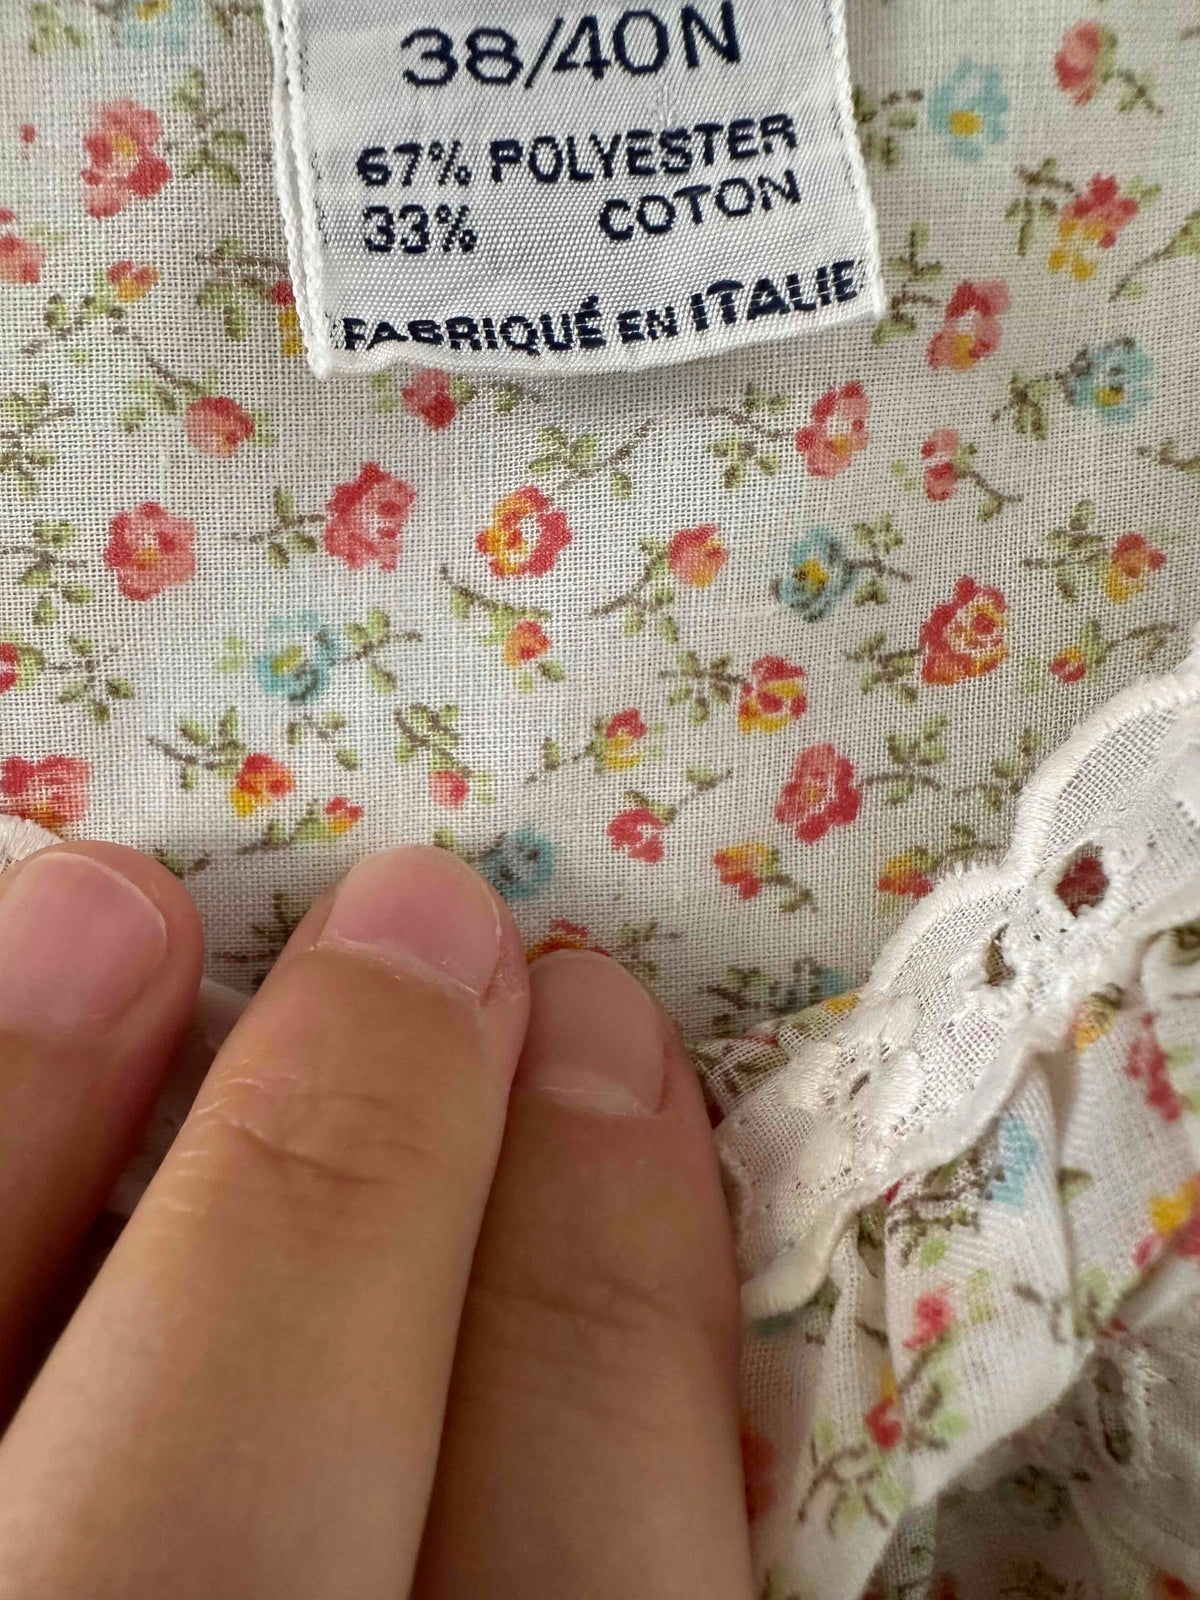 38/40N
67% POLYESTER
33% COTON
FABRIQUÉ EN ITALIE